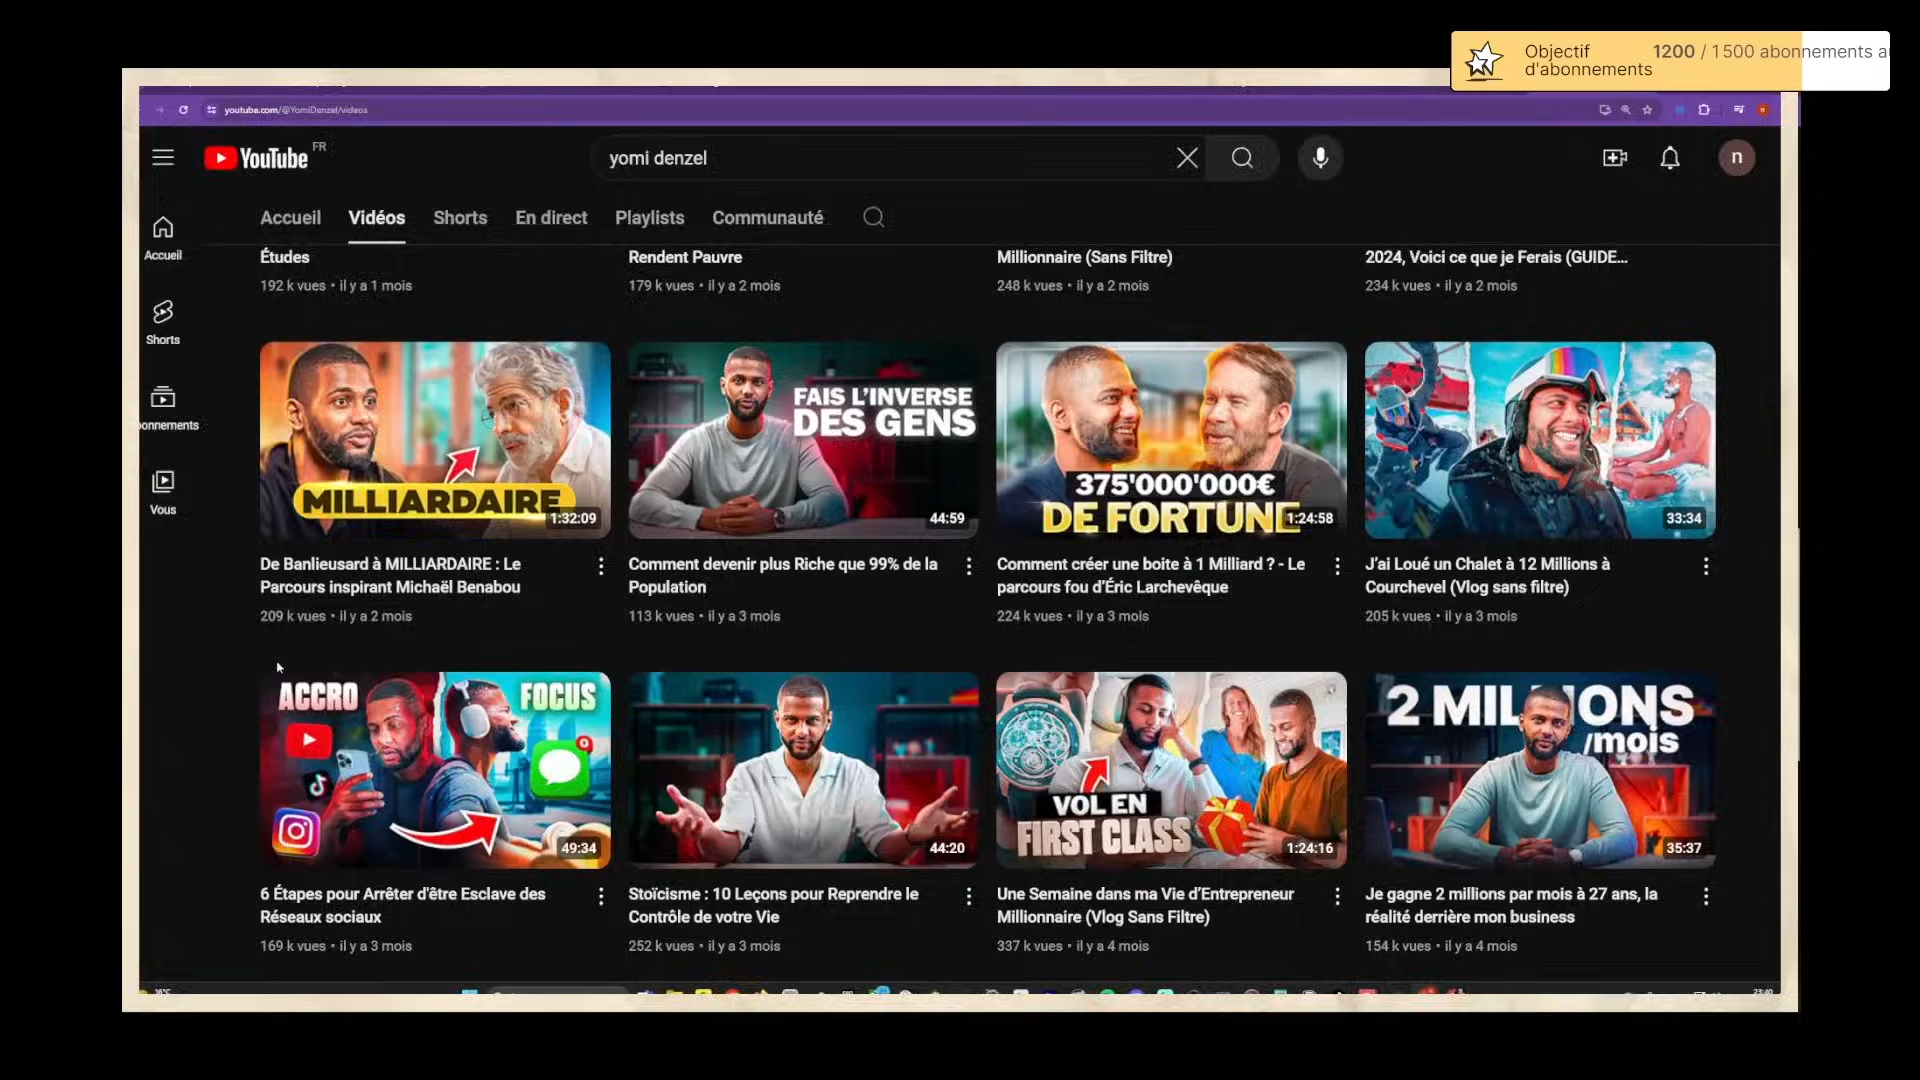 Objectif
d'abonnements
1200 / 1500 abonnements a
youtube.com/@YomiDenzel/videos
YouTube FR
yomi denzel
n
Accueil Vidéos Shorts En direct Playlists Communauté
Accueil
Shorts
onnements
Vous
Études
192 k vues • il y a 1 mois
Rendent Pauvre
179 k vues • il y a 2 mois
Millionnaire (Sans Filtre)
248 k vues • il y a 2 mois
2024, Voici ce que je Ferais (GUIDE...
234 k vues • il y a 2 mois
MILLIARDAIRE
1:32:09
De Banlieusard à MILLIARDAIRE : Le
Parcours inspirant Michaël Benabou
209 k vues • il y a 2 mois
FAIS L'INVERSE
DES GENS
44:59
Comment devenir plus Riche que 99% de la
Population
113 k vues • il y a 3 mois
375'000'000€
DE FORTUNE
1:24:58
Comment créer une boite à 1 Milliard ? - Le
parcours fou d'Éric Larchevêque
224 k vues • il y a 3 mois
33:34
J'ai Loué un Chalet à 12 Millions à
Courchevel (Vlog sans filtre)
205 k vues • il y a 3 mois
ACCRO
FOCUS
49:34
6 Étapes pour Arrêter d'être Esclave des
Réseaux sociaux
169 k vues • il y a 3 mois
44:20
Stoïcisme : 10 Leçons pour Reprendre le
Contrôle de votre Vie
252 k vues • il y a 3 mois
VOL EN
FIRST CLASS
1:24:16
Une Semaine dans ma Vie d'Entrepreneur
Millionnaire (Vlog Sans Filtre)
337 k vues • il y a 4 mois
2 MILLIONS
/mois
35:37
Je gagne 2 millions par mois à 27 ans, la
réalité derrière mon business
154 k vues • il y a 4 mois
16°C
23:40